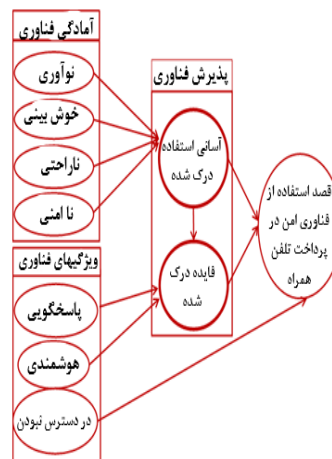 آمادگی فناوری
نوآوری
خوش بینی
ناراحتی
نا امنی
پذیرش فناوری
آسانی استفاده
درک شده
فایده درک
شده
قصد استفاده از
فناوری امن در
پرداخت تلفن
همراه
ویژگیهای فناوری
پاسخگویی
هوشمندی
در دسترس نبودن